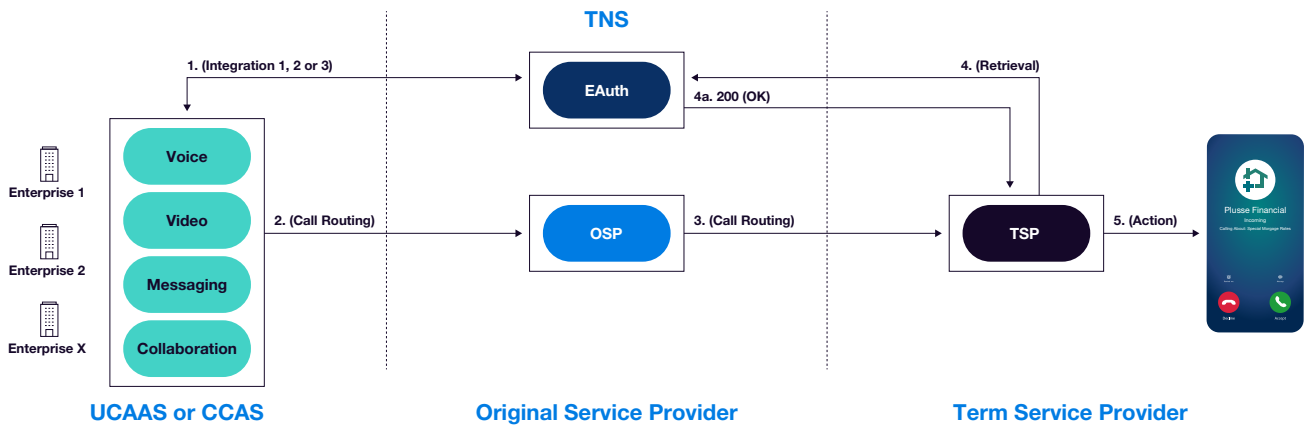 TNS
1. (Integration 1, 2 or 3)
4. (Retrieval)
EAuth
4a. 200 (OK)
Voice
Enterprise 1
Video
2. (Call Routing)
OSP
3. (Call Routing)
TSP
5. (Action)
Enterprise 2
Messaging
Enterprise X
Collaboration
Plusse Financial
Incoming
Calling About: Special Mortgage Rates
Decline
Accept
UCAAS or CCAS
Original Service Provider
Term Service Provider